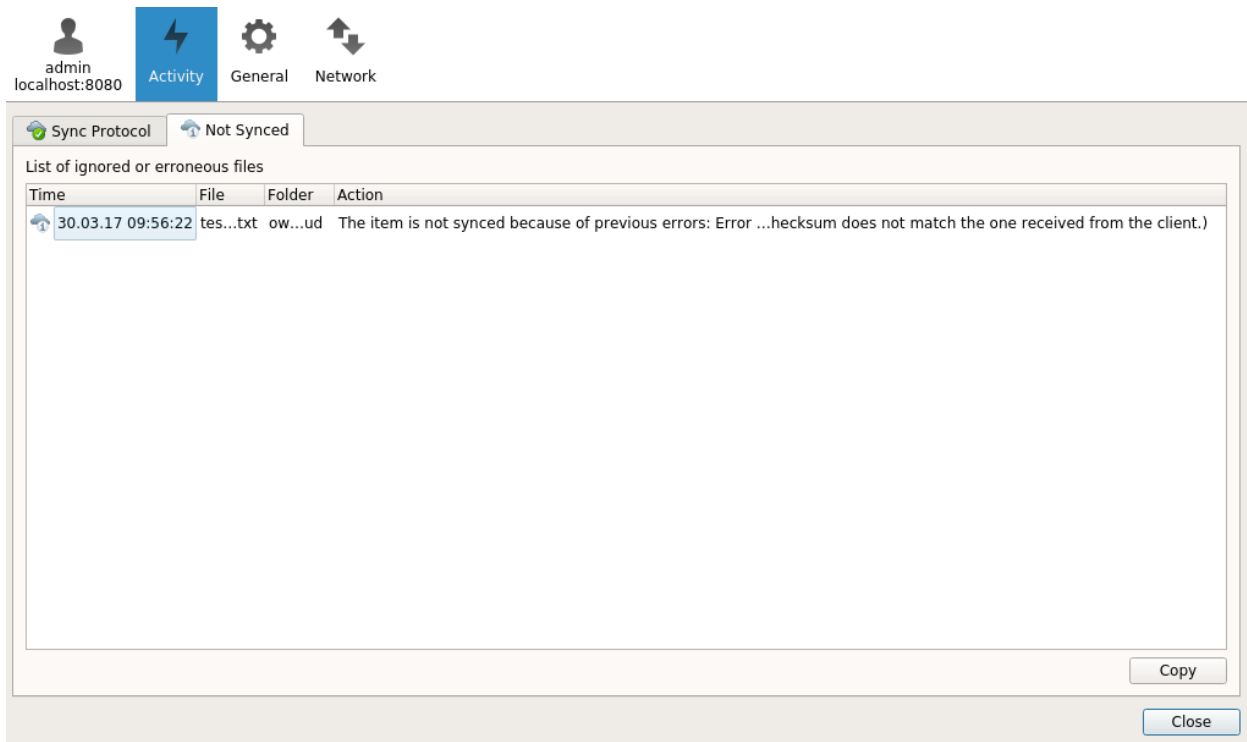 admin
localhost:8080
Activity
General
Network
Sync Protocol
Not Synced
List of ignored or erroneous files
Time File Folder Action
30.03.17 09:56:22 tes...txt ow...ud The item is not synced because of previous errors: Error ...hecksum does not match the one received from the client.)
Copy
Close